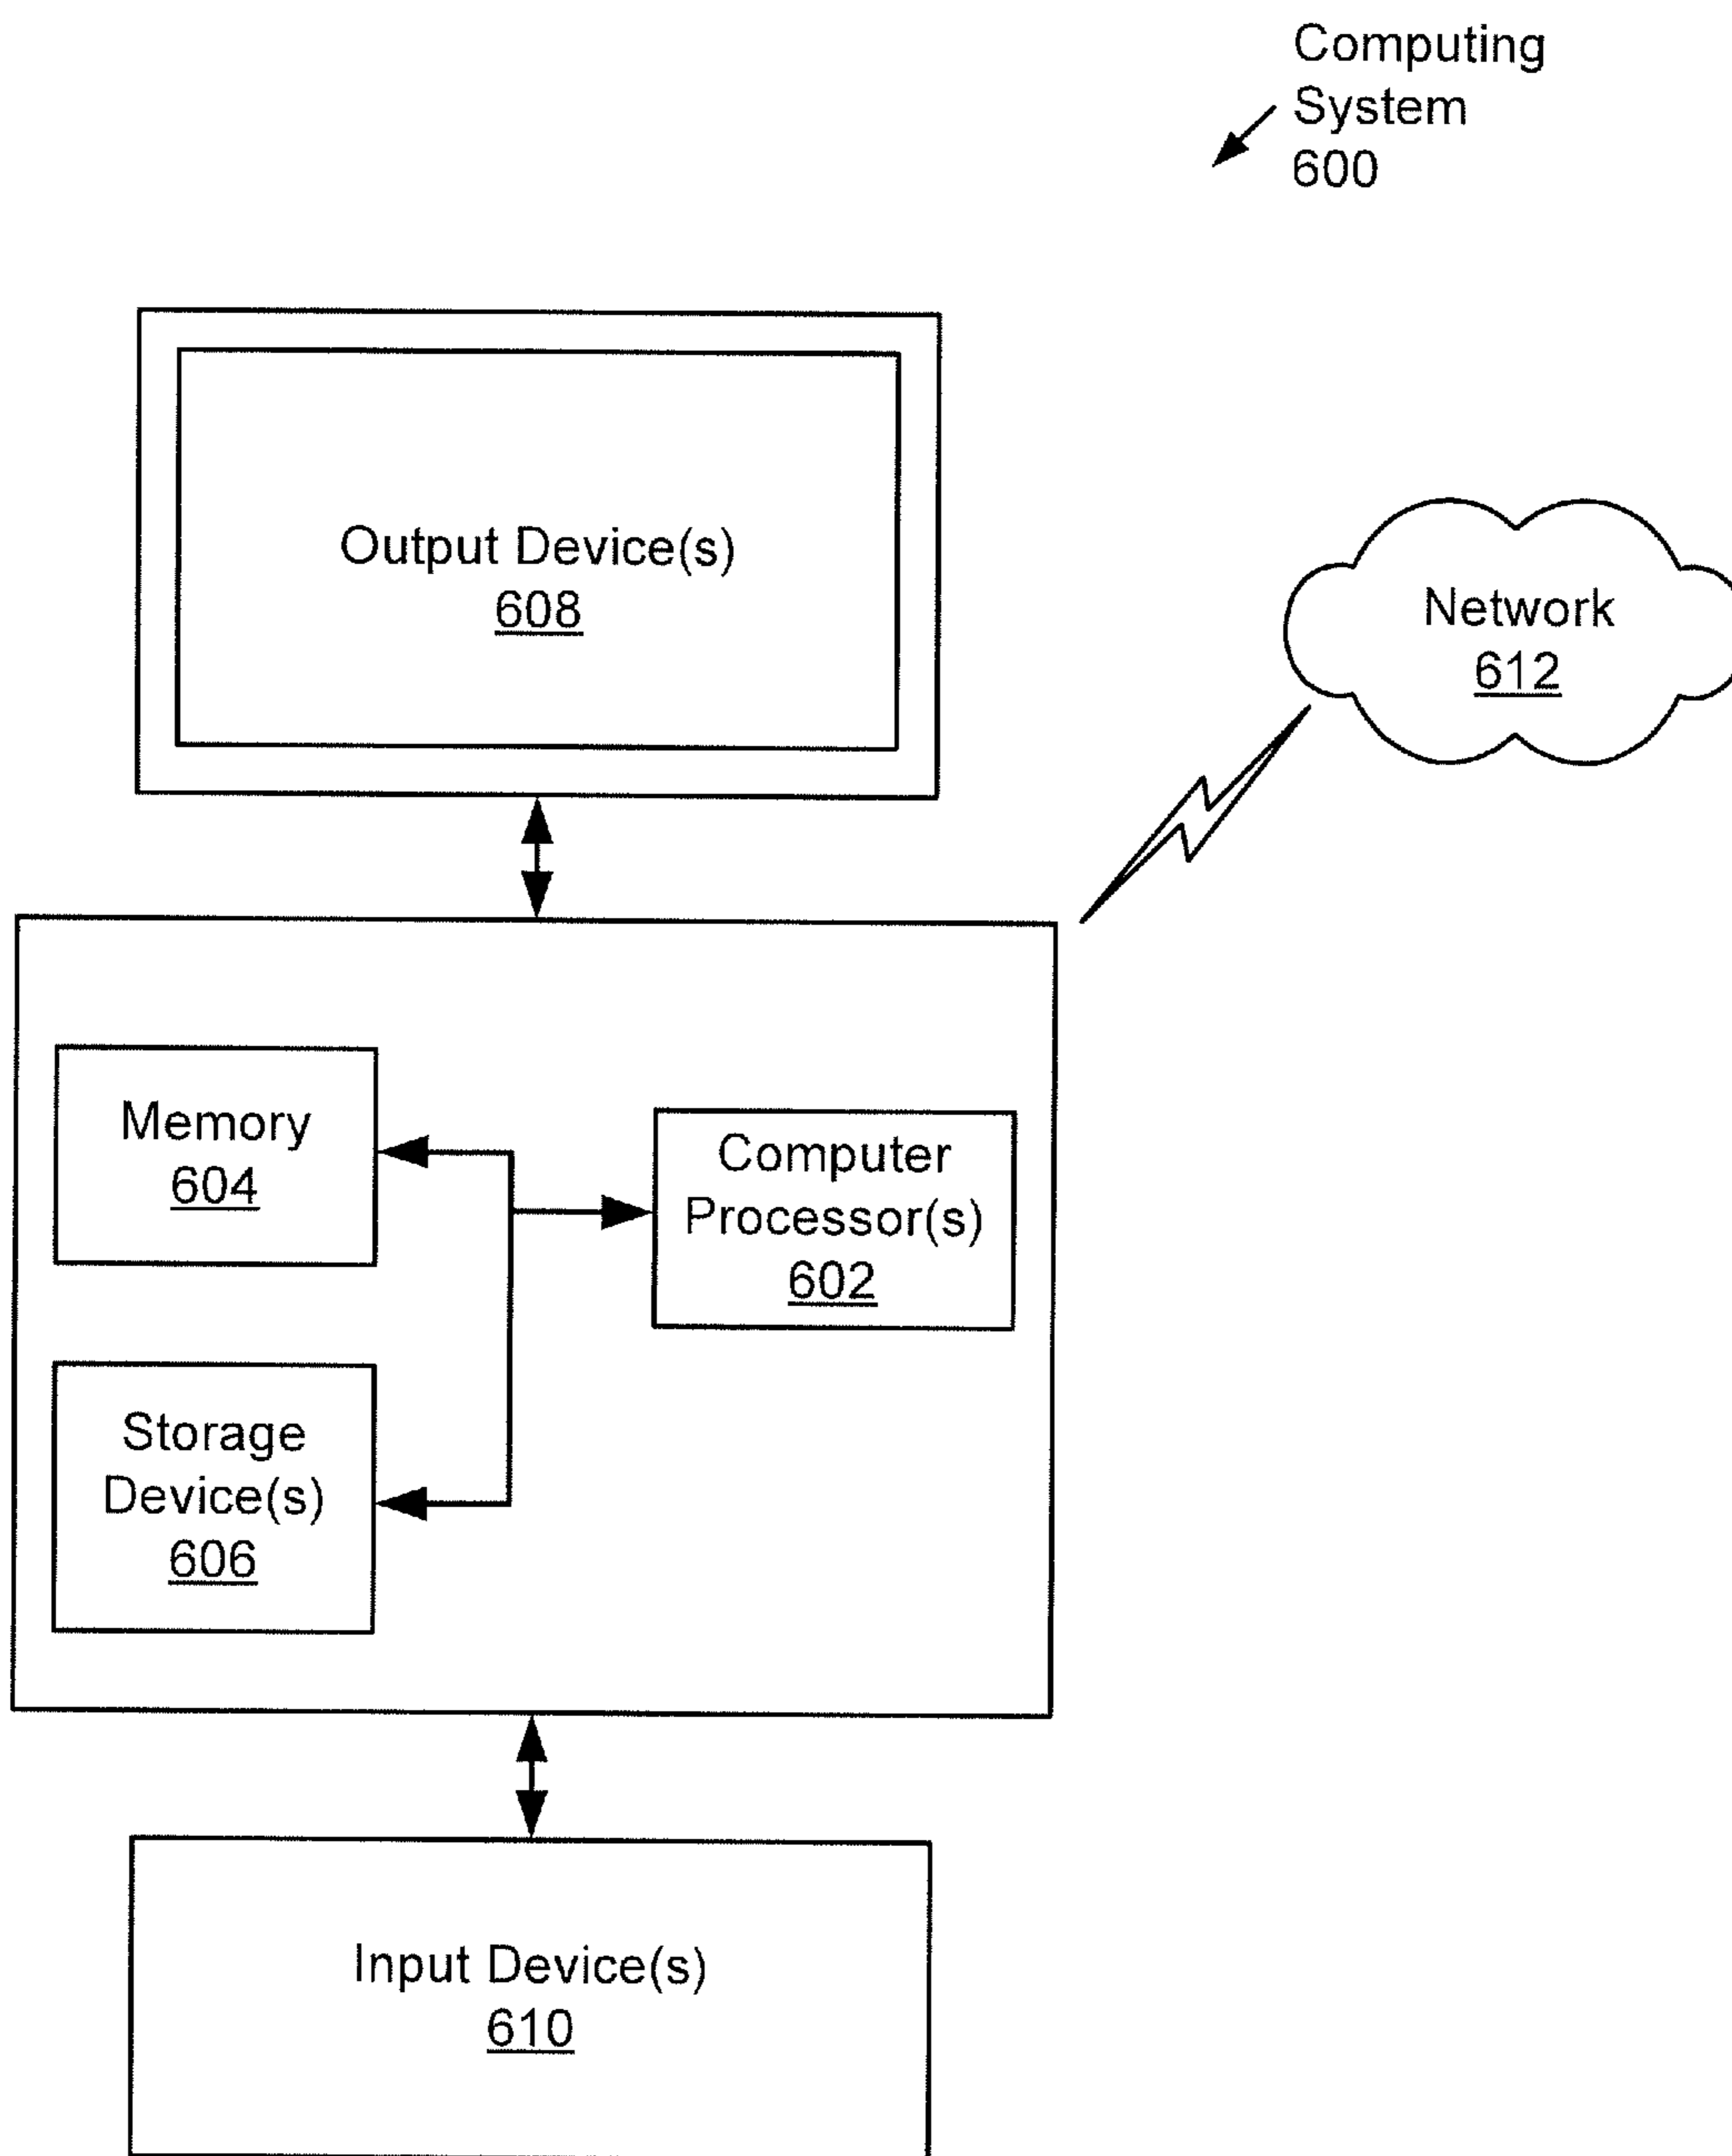 Computing
System
600
Output Device(s)
608
Network
612
Memory
604
Computer
Processor(s)
602
Storage
Device(s)
606
Input Device(s)
610